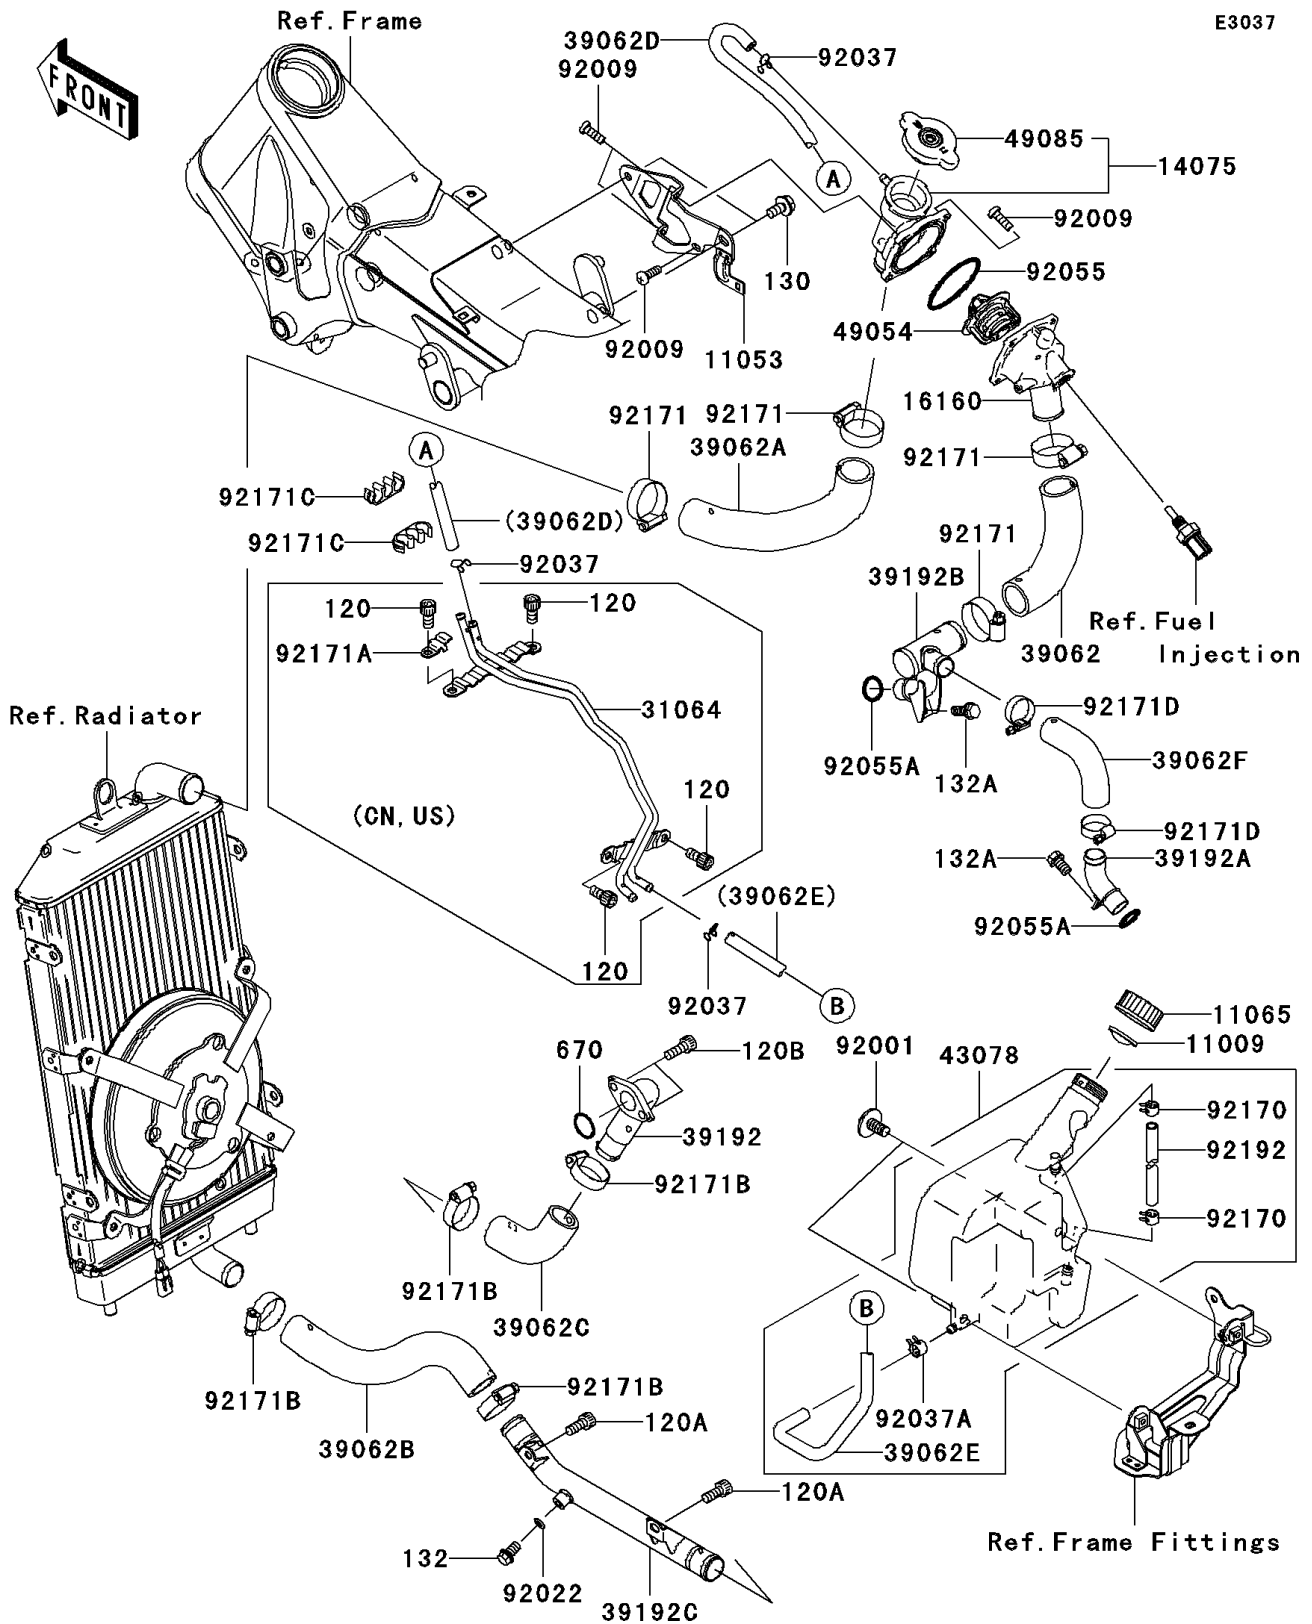 E3037
Ref.Frame
39062D
92037
92009
FRONT
49085
14075
A
92009
92055
130
49054
92009
11053
16160
92171
92171
39062A
92171
A
92171C
(39062D)
92171C
92037
92171
39192B
120
120
Ref.Fuel
Injection
92171A
39062
Ref.Radiator
31064
92171D
92055A
132A
39062F
120
(CN, US)
92171D
132A
39192A
(39062E)
92055A
120
92037
B
11065
670
120B
92001
43078
11009
92170
39192
92192
92171B
92170
92171B
39062C
B
92171B
92171B
120A
92037A
39062B
39062E
120A
132
92022
39192C
Ref.Frame Fittings